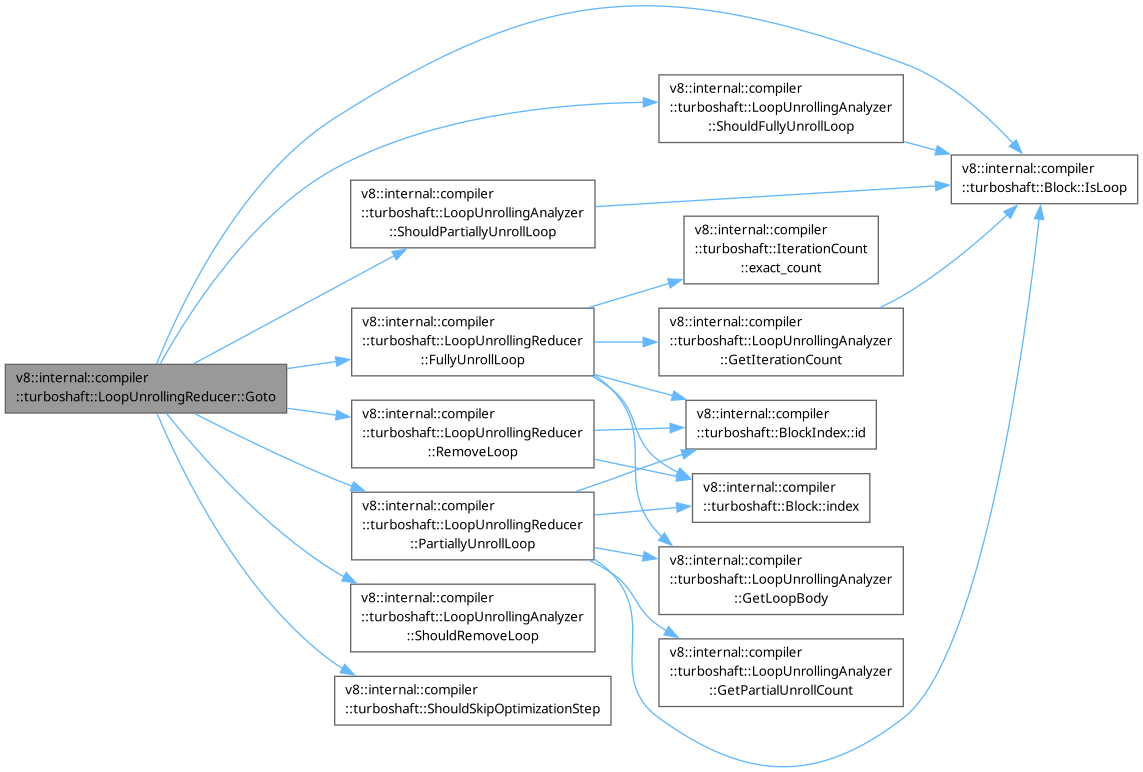 v8::internal::compiler
::turboshaft::LoopUnrollingAnalyzer
::ShouldFullyUnrollLoop
v8::internal::compiler
::turboshaft::Block::IsLoop
v8::internal::compiler
::turboshaft::LoopUnrollingAnalyzer
::ShouldPartiallyUnrollLoop
v8::internal::compiler
::turboshaft::IterationCount
::exact_count
v8::internal::compiler
::turboshaft::LoopUnrollingReducer
::FullyUnrollLoop
v8::internal::compiler
::turboshaft::LoopUnrollingAnalyzer
::GetIterationCount
v8::internal::compiler
::turboshaft::LoopUnrollingReducer::Goto
v8::internal::compiler
::turboshaft::LoopUnrollingReducer
::RemoveLoop
v8::internal::compiler
::turboshaft::BlockIndex::id
v8::internal::compiler
::turboshaft::Block::index
v8::internal::compiler
::turboshaft::LoopUnrollingReducer
::PartiallyUnrollLoop
v8::internal::compiler
::turboshaft::LoopUnrollingAnalyzer
::GetLoopBody
v8::internal::compiler
::turboshaft::LoopUnrollingAnalyzer
::ShouldRemoveLoop
v8::internal::compiler
::turboshaft::LoopUnrollingAnalyzer
::GetPartialUnrollCount
v8::internal::compiler
::turboshaft::ShouldSkipOptimizationStep